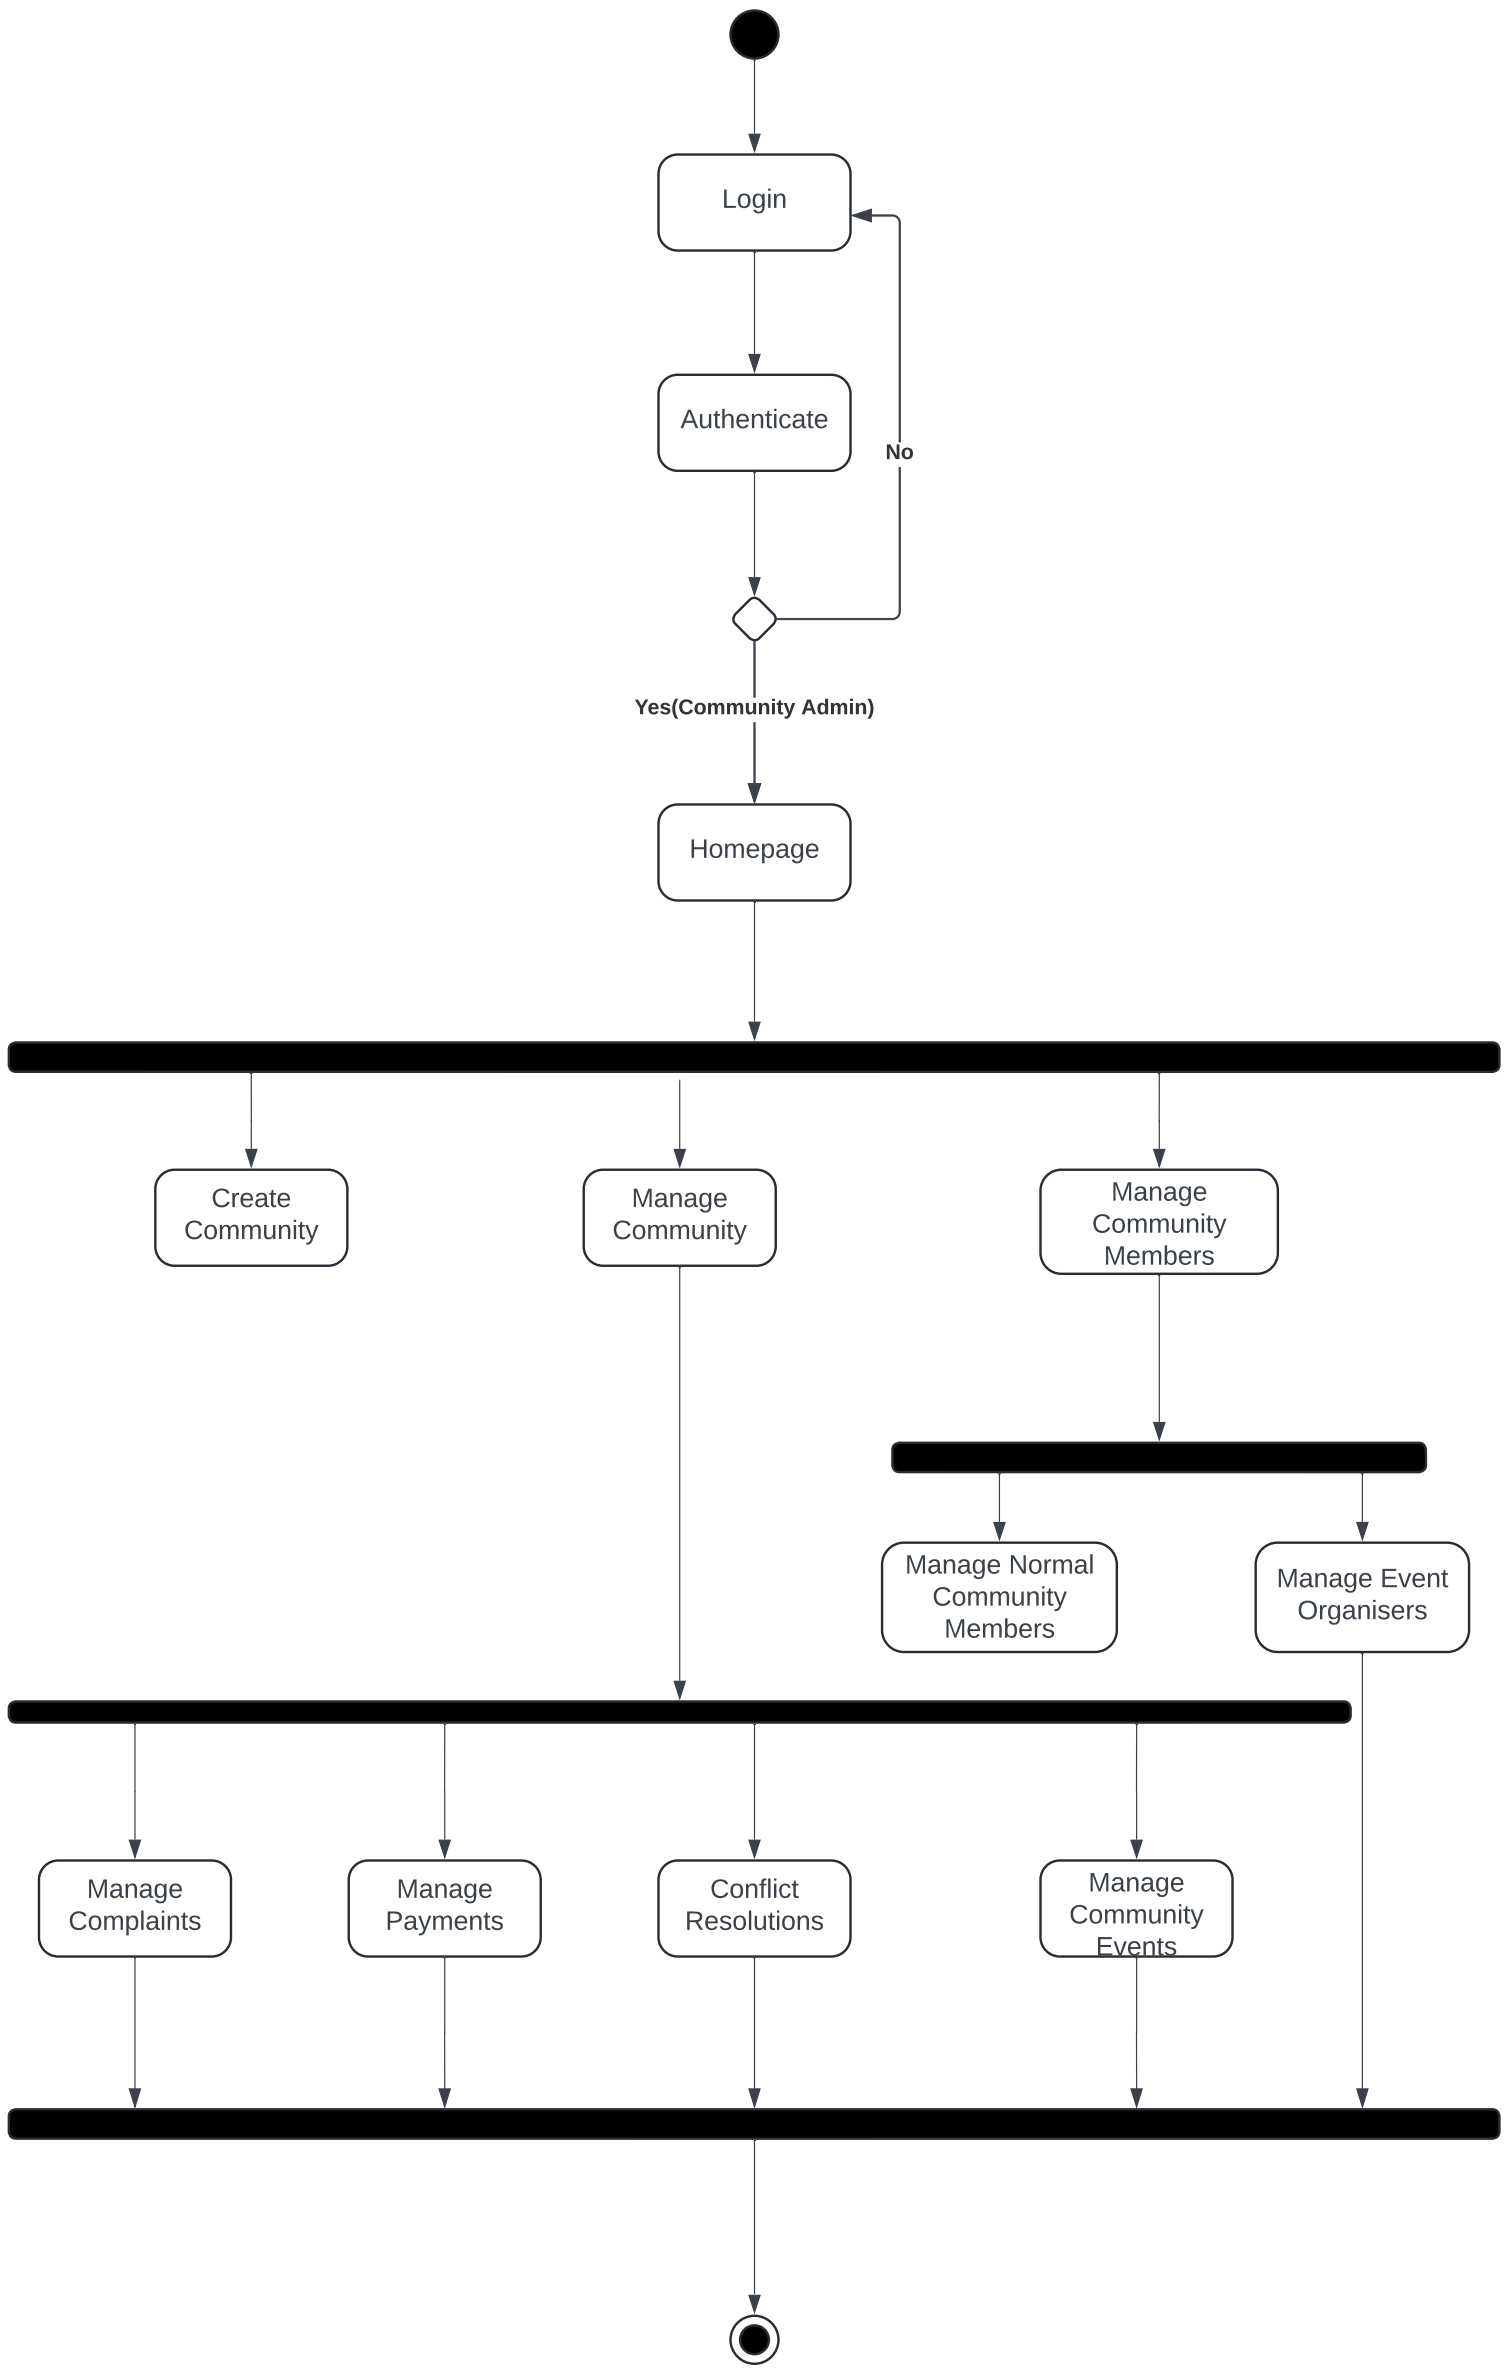 Login
Authenticate
No
Yes(Community Admin)
Homepage
Create
Community
Manage
Community
Manage
Community
Members
Manage Normal
Community
Members
Manage Event
Organisers
Manage
Complaints
Manage
Payments
Conflict
Resolutions
Manage
Community
Events